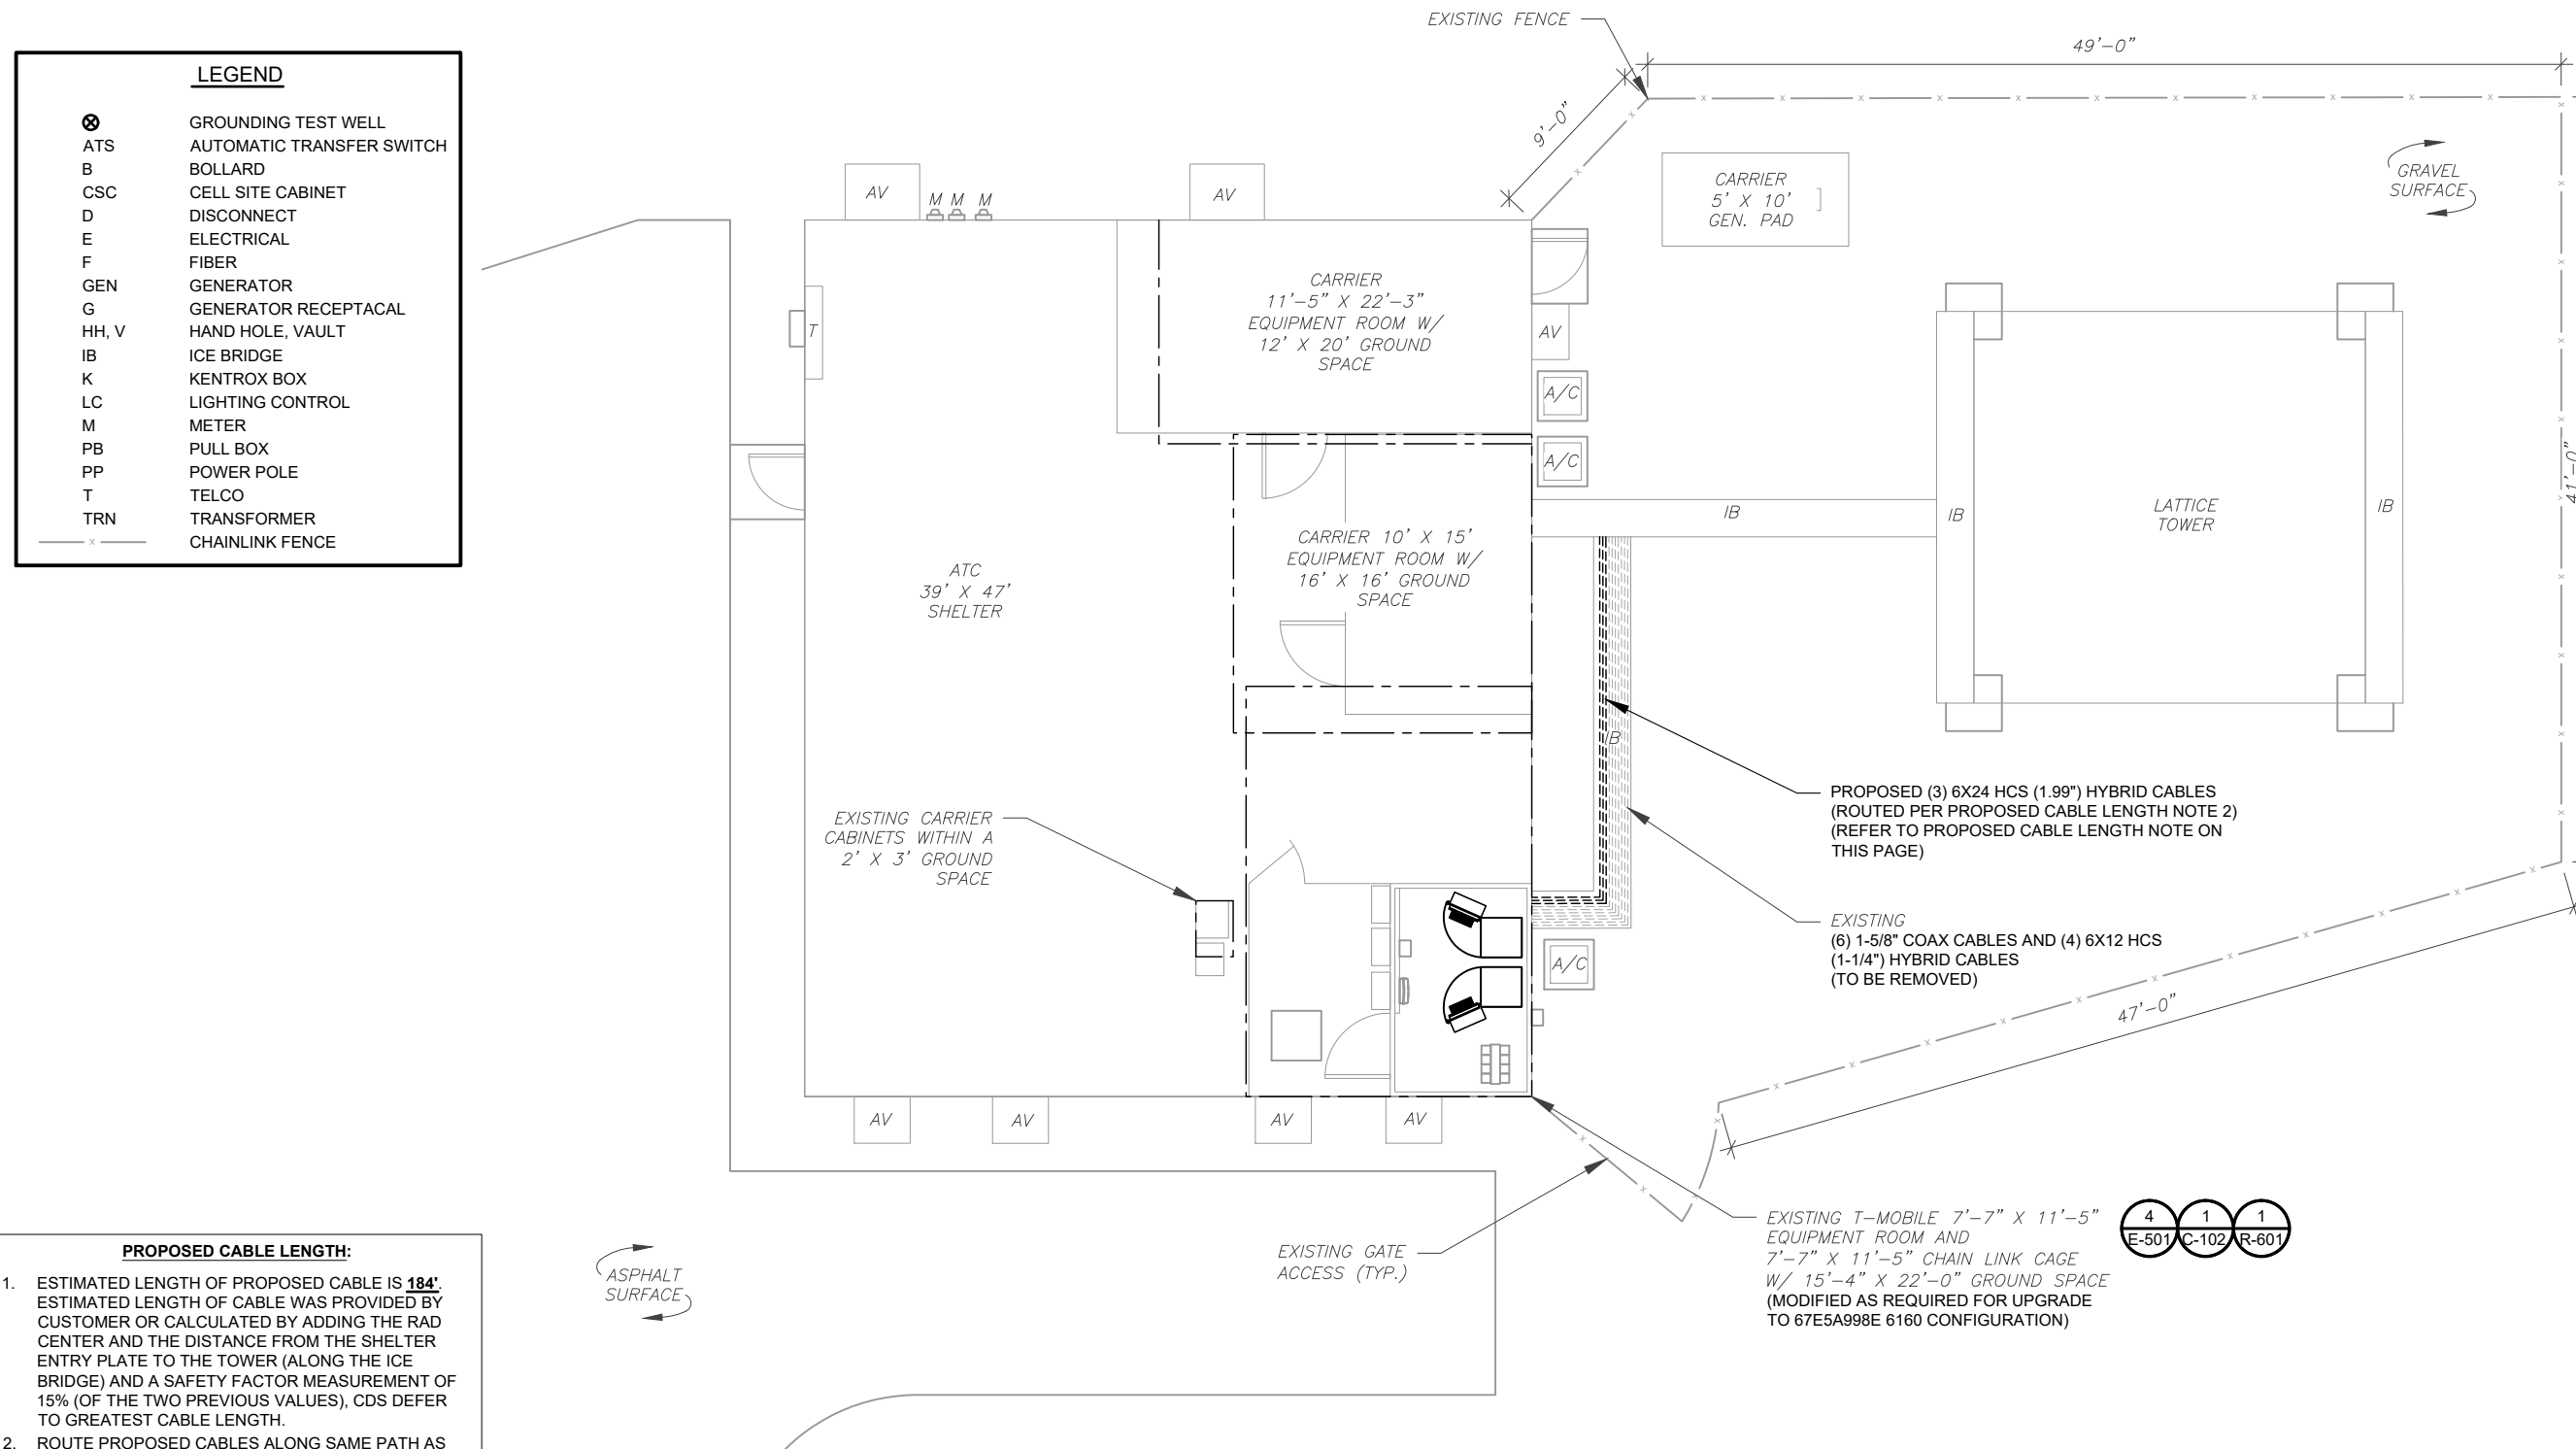 LEGEND
⊗ GROUNDING TEST WELL
ATS AUTOMATIC TRANSFER SWITCH
B BOLLARD
CSC CELL SITE CABINET
D DISCONNECT
E ELECTRICAL
F FIBER
GEN GENERATOR
G GENERATOR RECEPTACAL
HH, V HAND HOLE, VAULT
IB ICE BRIDGE
K KENTROX BOX
LC LIGHTING CONTROL
M METER
PB PULL BOX
PP POWER POLE
T TELCO
TRN TRANSFORMER
x CHAINLINK FENCE
EXISTING FENCE
49'-0"
9'-0"
CARRIER
5' X 10'
GEN. PAD
GRAVEL
SURFACE
AV
M M M
AV
CARRIER
11'-5" X 22'-3"
EQUIPMENT ROOM W/
12' X 20' GROUND
SPACE
T
AV
A/C
A/C
IB
IB
LATTICE
TOWER
IB
41'-0"
CARRIER 10' X 15'
EQUIPMENT ROOM W/
16' X 16' GROUND
SPACE
ATC
39' X 47'
SHELTER
IB
PROPOSED (3) 6X24 HCS (1.99") HYBRID CABLES
(ROUTED PER PROPOSED CABLE LENGTH NOTE 2)
(REFER TO PROPOSED CABLE LENGTH NOTE ON
THIS PAGE)
EXISTING CARRIER
CABINETS WITHIN A
2' X 3' GROUND
SPACE
EXISTING
(6) 1-5/8" COAX CABLES AND (4) 6X12 HCS
(1-1/4") HYBRID CABLES
(TO BE REMOVED)
A/C
47'-0"
AV
AV
AV
AV
EXISTING GATE
ACCESS (TYP.)
EXISTING T-MOBILE 7'-7" X 11'-5"
EQUIPMENT ROOM AND
7'-7" X 11'-5" CHAIN LINK CAGE
W/ 15'-4" X 22'-0" GROUND SPACE
(MODIFIED AS REQUIRED FOR UPGRADE
TO 67E5A998E 6160 CONFIGURATION)
4 1 1
E-501 C-102 R-601
ASPHALT
SURFACE
PROPOSED CABLE LENGTH:
1. ESTIMATED LENGTH OF PROPOSED CABLE IS 184'.
ESTIMATED LENGTH OF CABLE WAS PROVIDED BY
CUSTOMER OR CALCULATED BY ADDING THE RAD
CENTER AND THE DISTANCE FROM THE SHELTER
ENTRY PLATE TO THE TOWER (ALONG THE ICE
BRIDGE) AND A SAFETY FACTOR MEASUREMENT OF
15% (OF THE TWO PREVIOUS VALUES), CDS DEFER
TO GREATEST CABLE LENGTH.
2. ROUTE PROPOSED CABLES ALONG SAME PATH AS